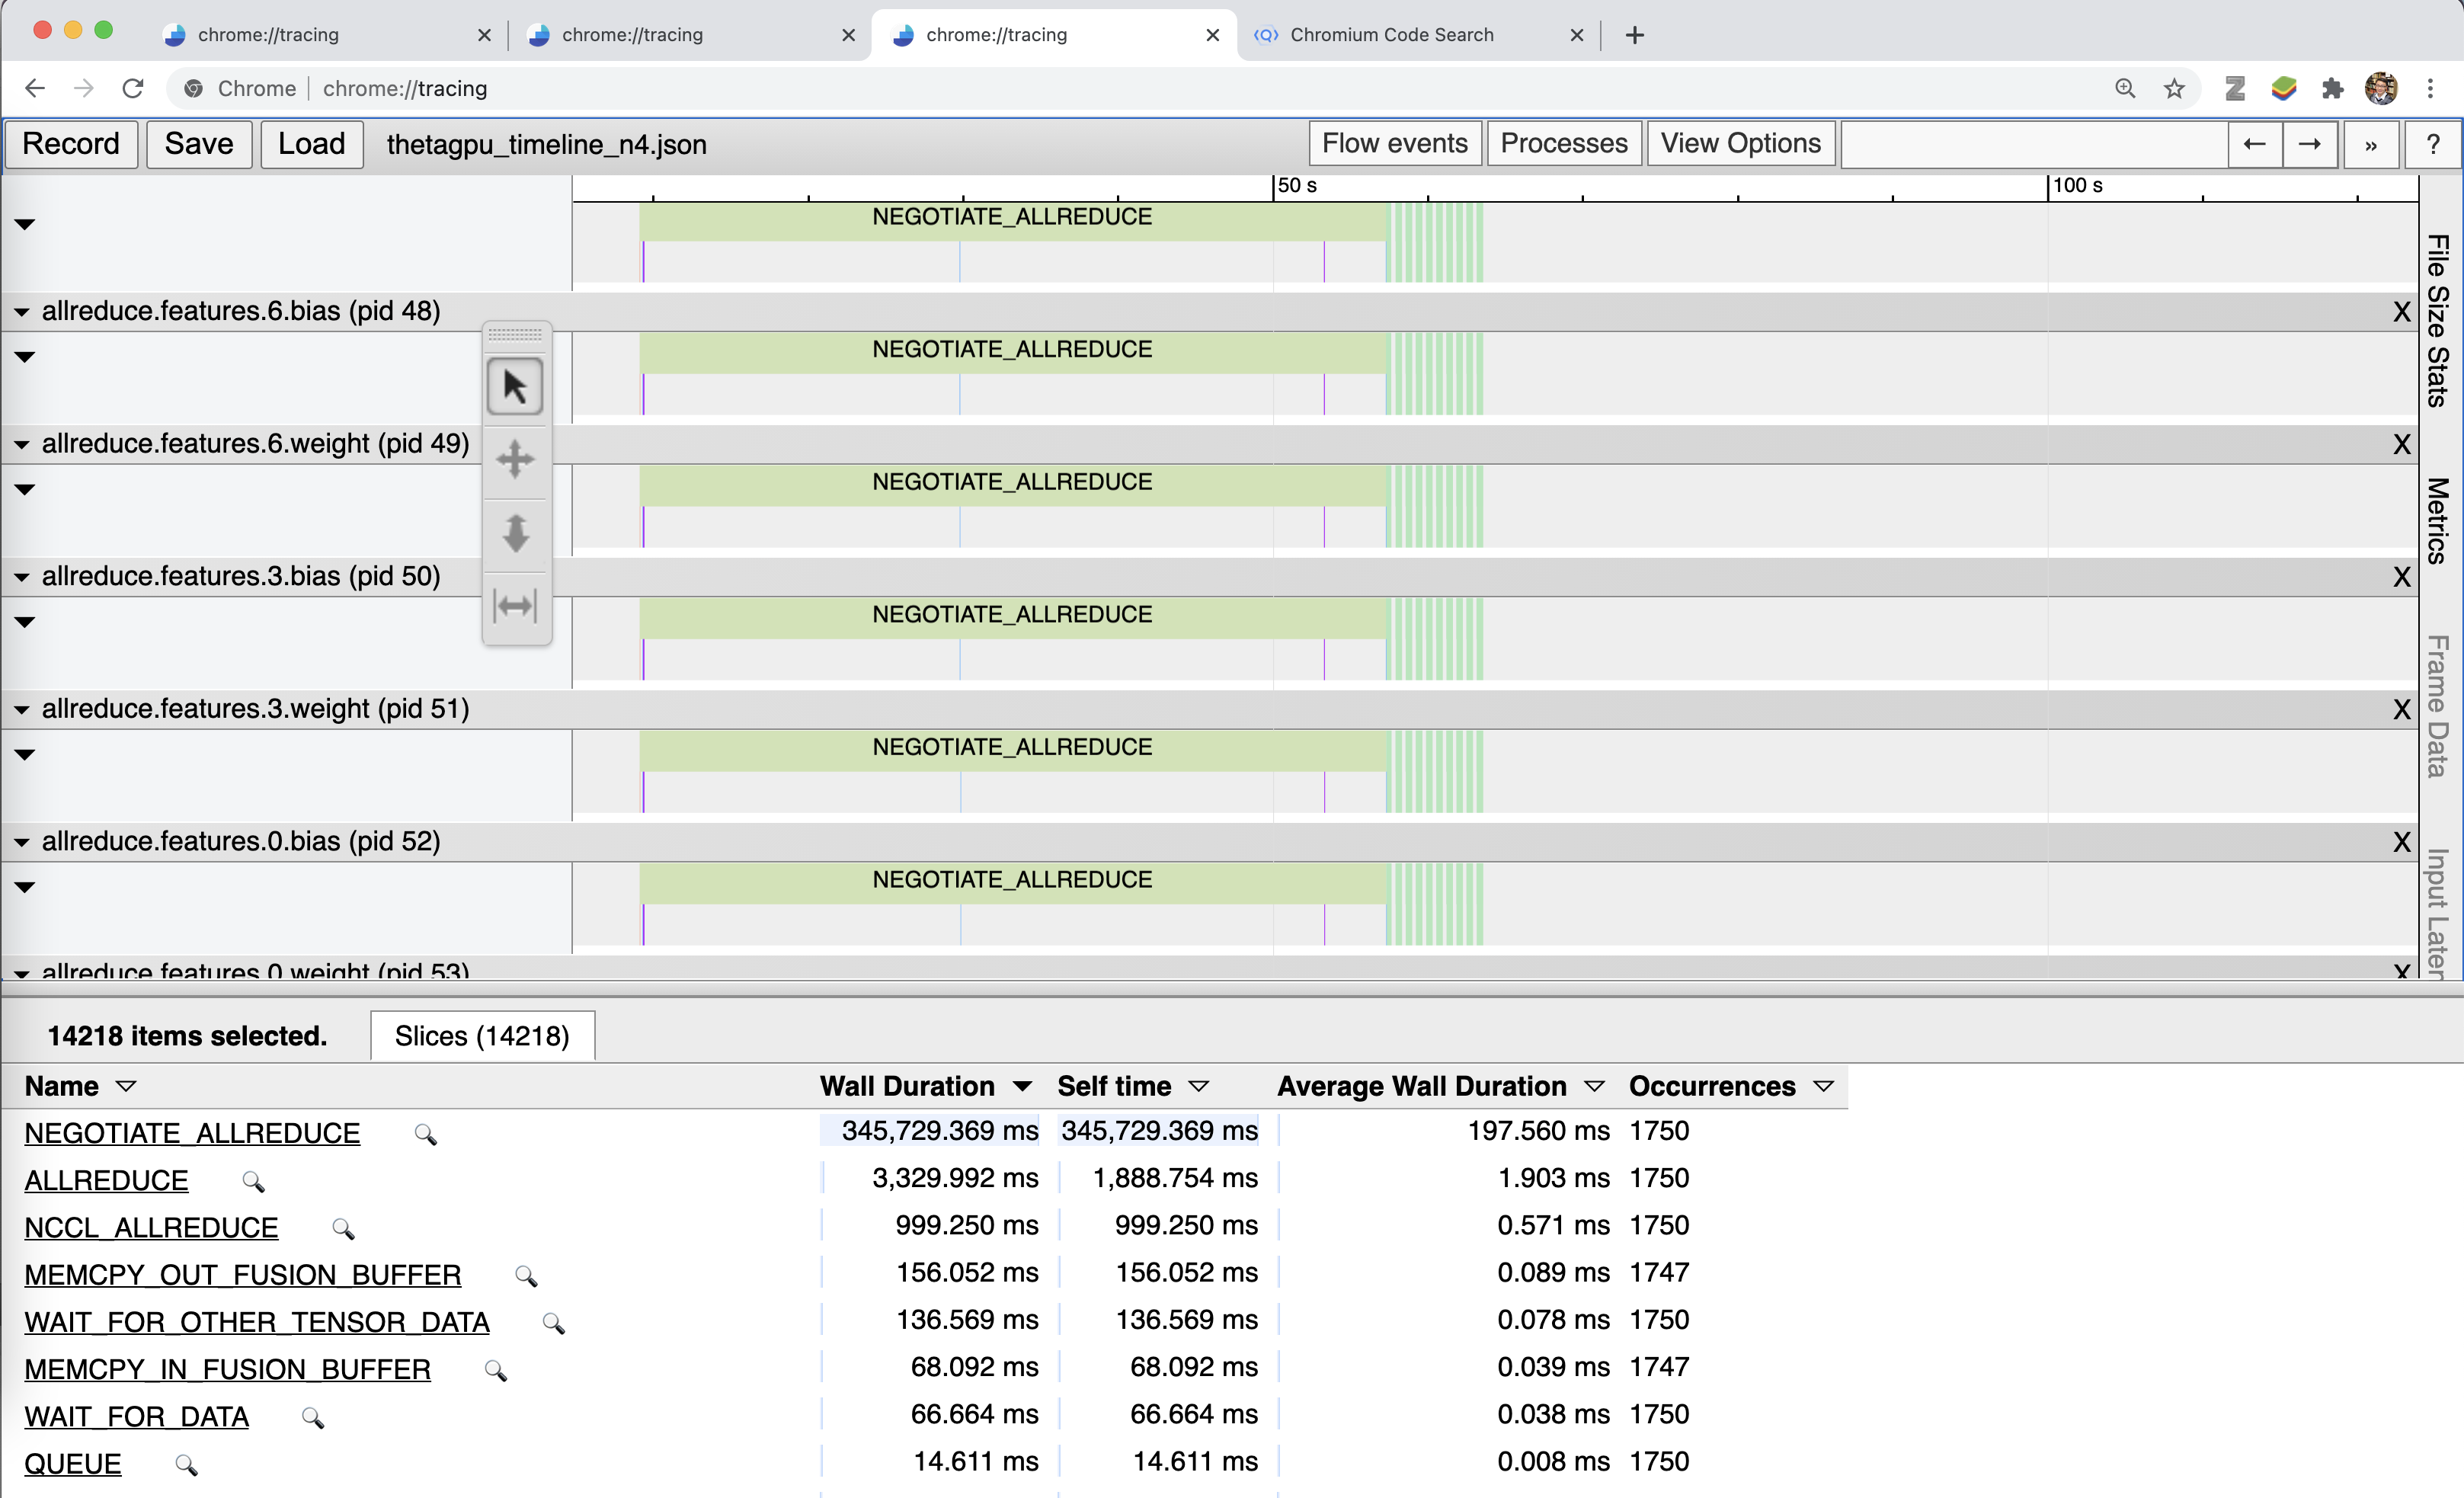 chrome://tracing chrome://tracing chrome://tracing Chromium Code Search
Chrome chrome://tracing
Record Save Load thetagpu_timeline_n4.json Flow events Processes View Options ← → » ?
50 s 100 s
NEGOTIATE_ALLREDUCE
allreduce.features.6.bias (pid 48) X
NEGOTIATE_ALLREDUCE
allreduce.features.6.weight (pid 49) X
NEGOTIATE_ALLREDUCE
allreduce.features.3.bias (pid 50) X
NEGOTIATE_ALLREDUCE
allreduce.features.3.weight (pid 51) X
NEGOTIATE_ALLREDUCE
allreduce.features.0.bias (pid 52) X
NEGOTIATE_ALLREDUCE
allreduce.features.0.weight (pid 53) X
File Size Stats
Metrics
Frame Data
Input Laten
14218 items selected. Slices (14218)
Name Wall Duration Self time Average Wall Duration Occurrences
NEGOTIATE_ALLREDUCE 345,729.369 ms 345,729.369 ms 197.560 ms 1750
ALLREDUCE 3,329.992 ms 1,888.754 ms 1.903 ms 1750
NCCL_ALLREDUCE 999.250 ms 999.250 ms 0.571 ms 1750
MEMCPY_OUT_FUSION_BUFFER 156.052 ms 156.052 ms 0.089 ms 1747
WAIT_FOR_OTHER_TENSOR_DATA 136.569 ms 136.569 ms 0.078 ms 1750
MEMCPY_IN_FUSION_BUFFER 68.092 ms 68.092 ms 0.039 ms 1747
WAIT_FOR_DATA 66.664 ms 66.664 ms 0.038 ms 1750
QUEUE 14.611 ms 14.611 ms 0.008 ms 1750